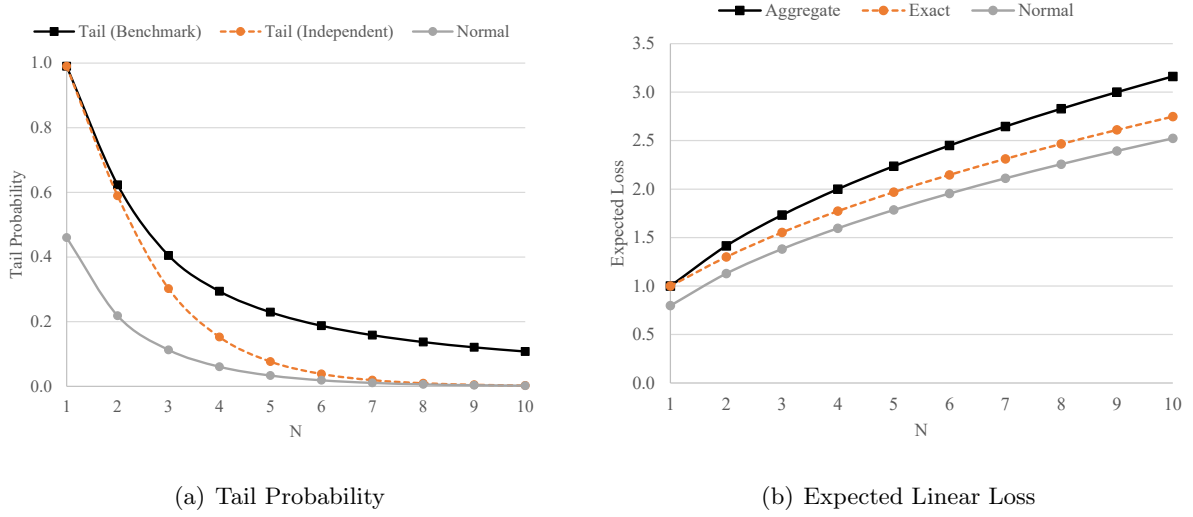 Tail (Benchmark) Tail (Independent) Normal
1.0
0.8
0.6
0.4
0.2
0.0
Tail Probability
1 2 3 4 5 6 7 8 9 10
N
(a) Tail Probability
Aggregate Exact Normal
3.5
3.0
2.5
2.0
1.5
1.0
0.5
0.0
Expected Loss
1 2 3 4 5 6 7 8 9 10
N
(b) Expected Linear Loss